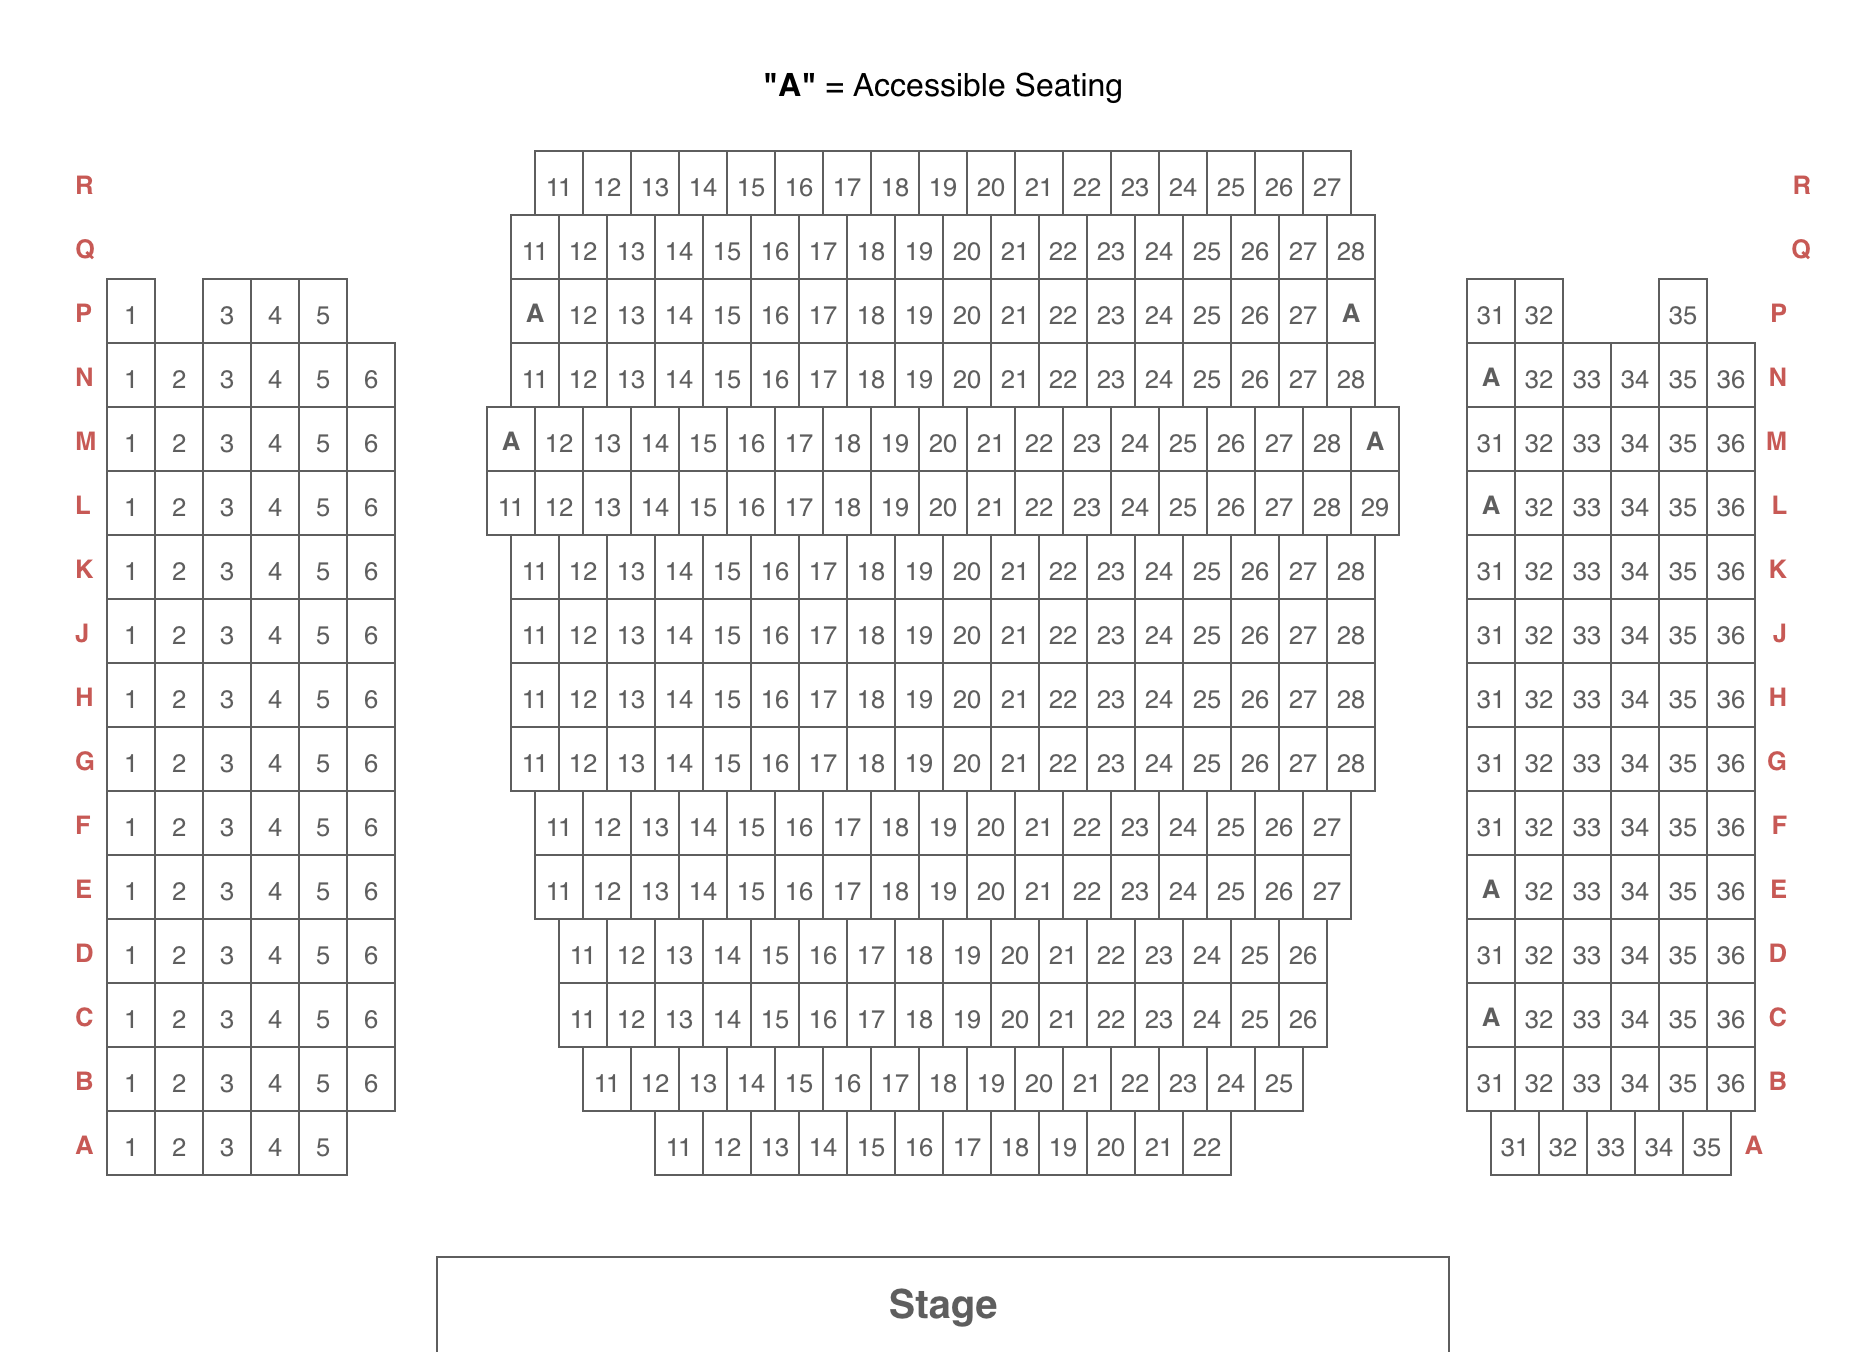 "A" = Accessible Seating
R 11 12 13 14 15 16 17 18 19 20 21 22 23 24 25 26 27 R
Q 11 12 13 14 15 16 17 18 19 20 21 22 23 24 25 26 27 28 Q
P 1 3 4 5 A 12 13 14 15 16 17 18 19 20 21 22 23 24 25 26 27 A 31 32 35 P
N 1 2 3 4 5 6 11 12 13 14 15 16 17 18 19 20 21 22 23 24 25 26 27 28 A 32 33 34 35 36 N
M 1 2 3 4 5 6 A 12 13 14 15 16 17 18 19 20 21 22 23 24 25 26 27 28 A 31 32 33 34 35 36 M
L 1 2 3 4 5 6 11 12 13 14 15 16 17 18 19 20 21 22 23 24 25 26 27 28 29 A 32 33 34 35 36 L
K 1 2 3 4 5 6 11 12 13 14 15 16 17 18 19 20 21 22 23 24 25 26 27 28 31 32 33 34 35 36 K
J 1 2 3 4 5 6 11 12 13 14 15 16 17 18 19 20 21 22 23 24 25 26 27 28 31 32 33 34 35 36 J
H 1 2 3 4 5 6 11 12 13 14 15 16 17 18 19 20 21 22 23 24 25 26 27 28 31 32 33 34 35 36 H
G 1 2 3 4 5 6 11 12 13 14 15 16 17 18 19 20 21 22 23 24 25 26 27 28 31 32 33 34 35 36 G
F 1 2 3 4 5 6 11 12 13 14 15 16 17 18 19 20 21 22 23 24 25 26 27 31 32 33 34 35 36 F
E 1 2 3 4 5 6 11 12 13 14 15 16 17 18 19 20 21 22 23 24 25 26 27 A 32 33 34 35 36 E
D 1 2 3 4 5 6 11 12 13 14 15 16 17 18 19 20 21 22 23 24 25 26 31 32 33 34 35 36 D
C 1 2 3 4 5 6 11 12 13 14 15 16 17 18 19 20 21 22 23 24 25 26 A 32 33 34 35 36 C
B 1 2 3 4 5 6 11 12 13 14 15 16 17 18 19 20 21 22 23 24 25 31 32 33 34 35 36 B
A 1 2 3 4 5 11 12 13 14 15 16 17 18 19 20 21 22 31 32 33 34 35 A
Stage